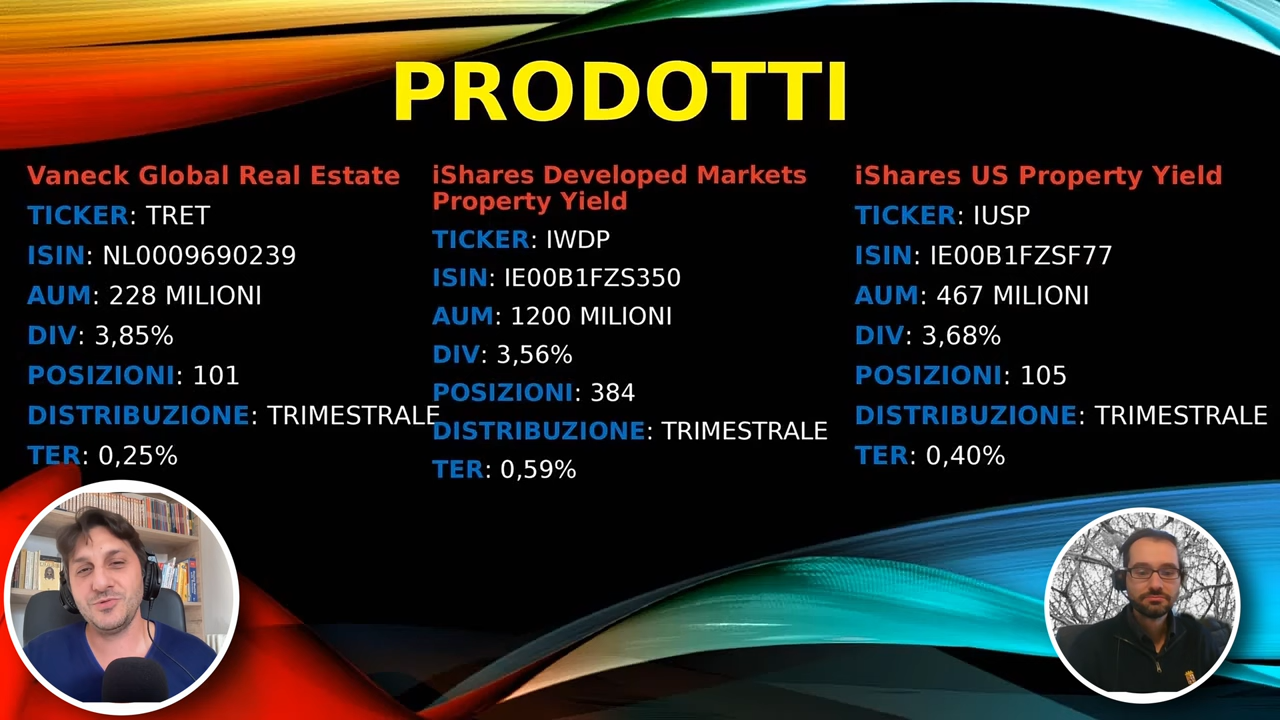 PRODOTTI
Vaneck Global Real Estate
TICKER: TRET
ISIN: NL0009690239
AUM: 228 MILIONI
DIV: 3,85%
POSIZIONI: 101
DISTRIBUZIONE: TRIMESTRALE
TER: 0,25%
iShares Developed Markets
Property Yield
TICKER: IWDP
ISIN: IE00B1FZS350
AUM: 1200 MILIONI
DIV: 3,56%
POSIZIONI: 384
DISTRIBUZIONE: TRIMESTRALE
TER: 0,59%
iShares US Property Yield
TICKER: IUSP
ISIN: IE00B1FZSF77
AUM: 467 MILIONI
DIV: 3,68%
POSIZIONI: 105
DISTRIBUZIONE: TRIMESTRALE
TER: 0,40%